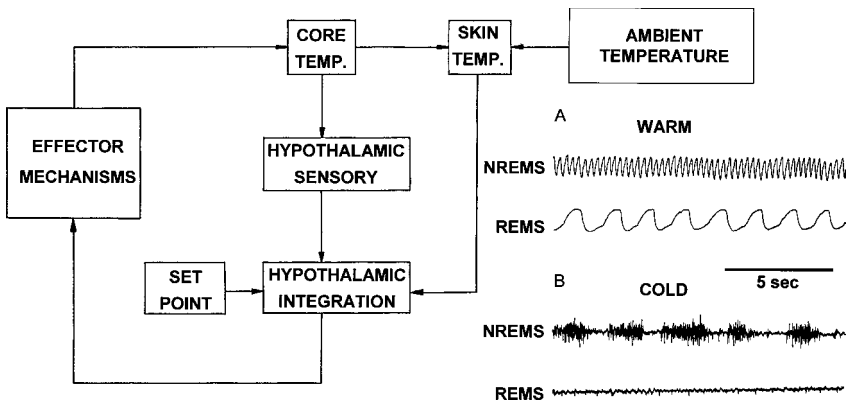 CORE
TEMP.
SKIN
TEMP.
AMBIENT
TEMPERATURE
EFFECTOR
MECHANISMS
HYPOTHALAMIC
SENSORY
SET
POINT
HYPOTHALAMIC
INTEGRATION
A
WARM
NREMS
REMS
5 sec
B
COLD
NREMS
REMS